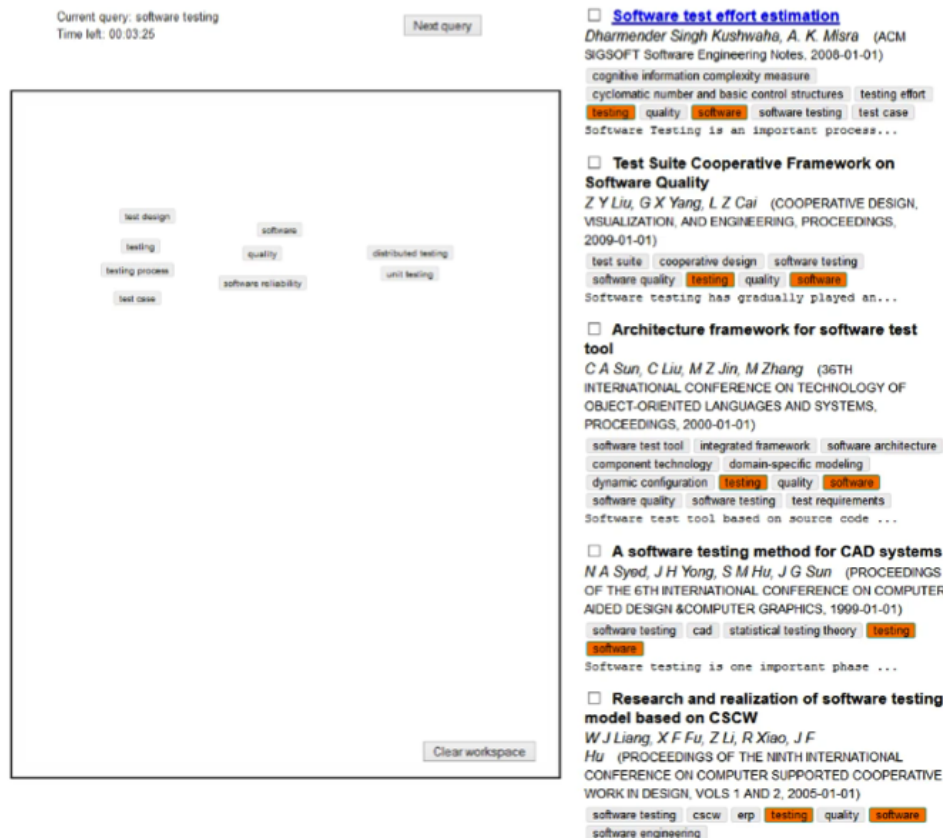 Current query: software testing
Time left: 00:03:25
Next query
test design
testing
testing process
test case
software
quality
software reliability
distributed testing
unit testing
Clear workspace
Software test effort estimation
Dharmender Singh Kushwaha, A. K. Misra (ACM
SIGSOFT Software Engineering Notes, 2008-01-01)
cognitive information complexity measure
cyclomatic number and basic control structures testing effort
testing quality software software testing test case
Software Testing is an important process...
Test Suite Cooperative Framework on
Software Quality
Z Y Liu, G X Yang, L Z Cai (COOPERATIVE DESIGN,
VISUALIZATION, AND ENGINEERING, PROCEEDINGS,
2009-01-01)
test suite cooperative design software testing
software quality testing quality software
Software testing has gradually played an...
Architecture framework for software test
tool
C A Sun, C Liu, M Z Jin, M Zhang (36TH
INTERNATIONAL CONFERENCE ON TECHNOLOGY OF
OBJECT-ORIENTED LANGUAGES AND SYSTEMS,
PROCEEDINGS, 2000-01-01)
software test tool integrated framework software architecture
component technology domain-specific modeling
dynamic configuration testing quality software
software quality software testing test requirements
Software test tool based on source code ...
A software testing method for CAD systems
N A Syed, J H Yong, S M Hu, J G Sun (PROCEEDINGS
OF THE 6TH INTERNATIONAL CONFERENCE ON COMPUTER
AIDED DESIGN &COMPUTER GRAPHICS, 1999-01-01)
software testing cad statistical testing theory testing
software
Software testing is one important phase ...
Research and realization of software testing
model based on CSCW
W J Liang, X F Fu, Z Li, R Xiao, J F
Hu (PROCEEDINGS OF THE NINTH INTERNATIONAL
CONFERENCE ON COMPUTER SUPPORTED COOPERATIVE
WORK IN DESIGN, VOLS 1 AND 2, 2005-01-01)
software testing cscw erp testing quality software
software engineering